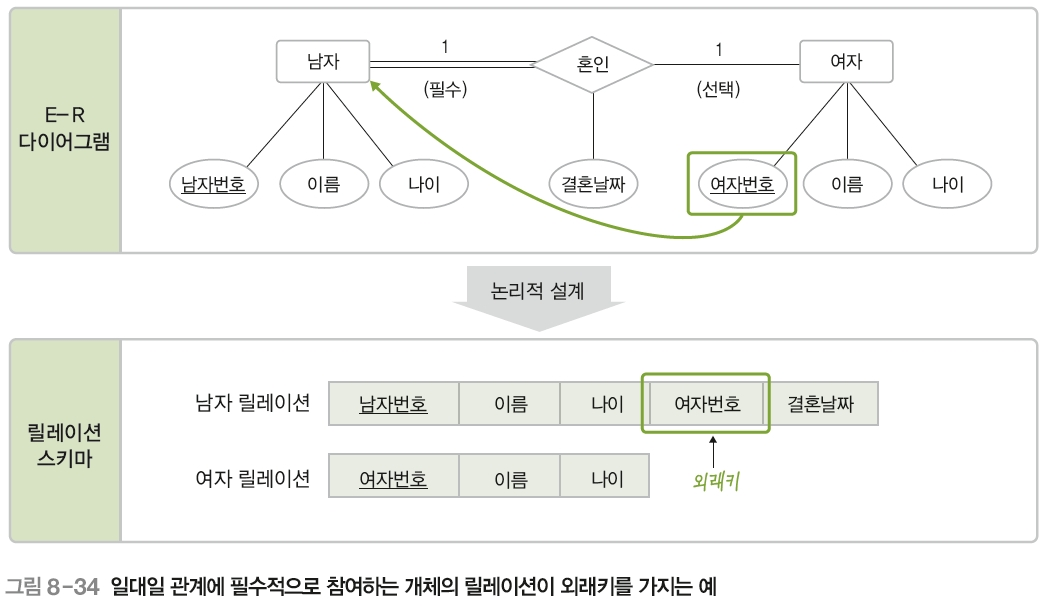 E-R
다이어그램
남자
1
(필수)
혼인
1
(선택)
여자
남자번호
이름
나이
결혼날짜
여자번호
이름
나이
논리적 설계
릴레이션
스키마
남자 릴레이션 남자번호 이름 나이 여자번호 결혼날짜
여자 릴레이션 여자번호 이름 나이
외래키
그림 8-34 일대일 관계에 필수적으로 참여하는 개체의 릴레이션이 외래키를 가지는 예